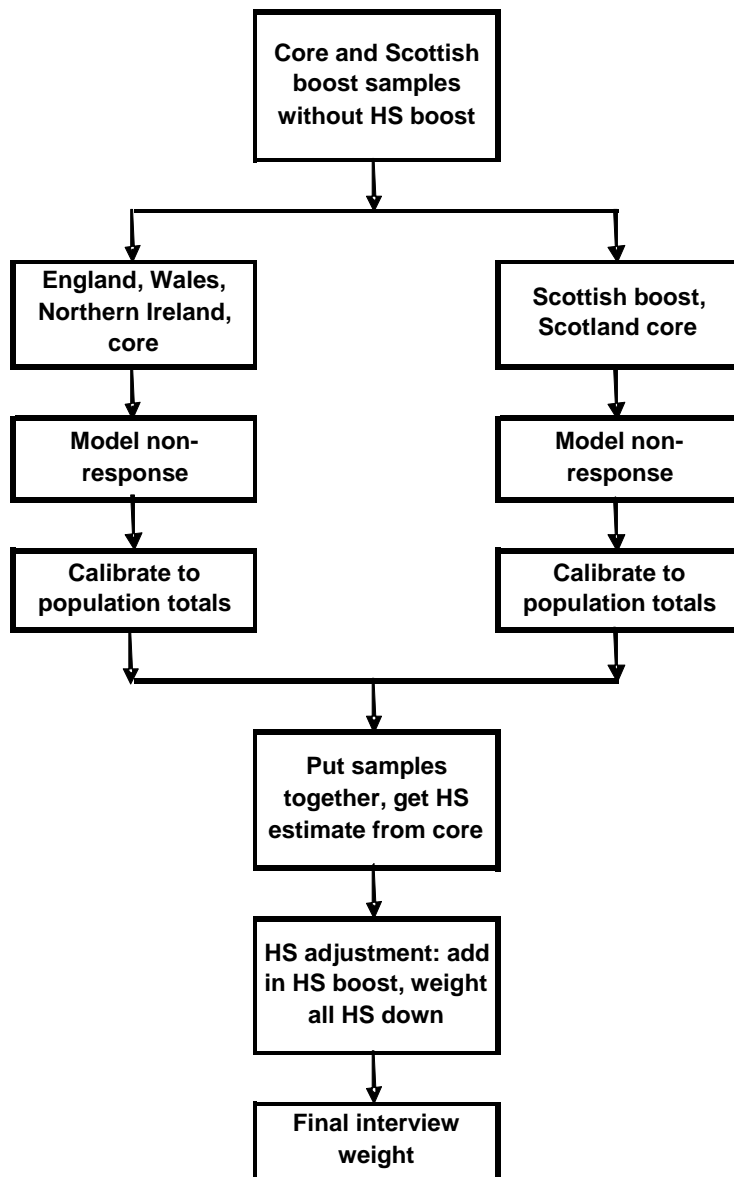 Core and Scottish
boost samples
without HS boost
England, Wales,
Northern Ireland,
core
Scottish boost,
Scotland core
Model non-
response
Model non-
response
Calibrate to
population totals
Calibrate to
population totals
Put samples
together, get HS
estimate from core
HS adjustment: add
in HS boost, weight
all HS down
Final interview
weight